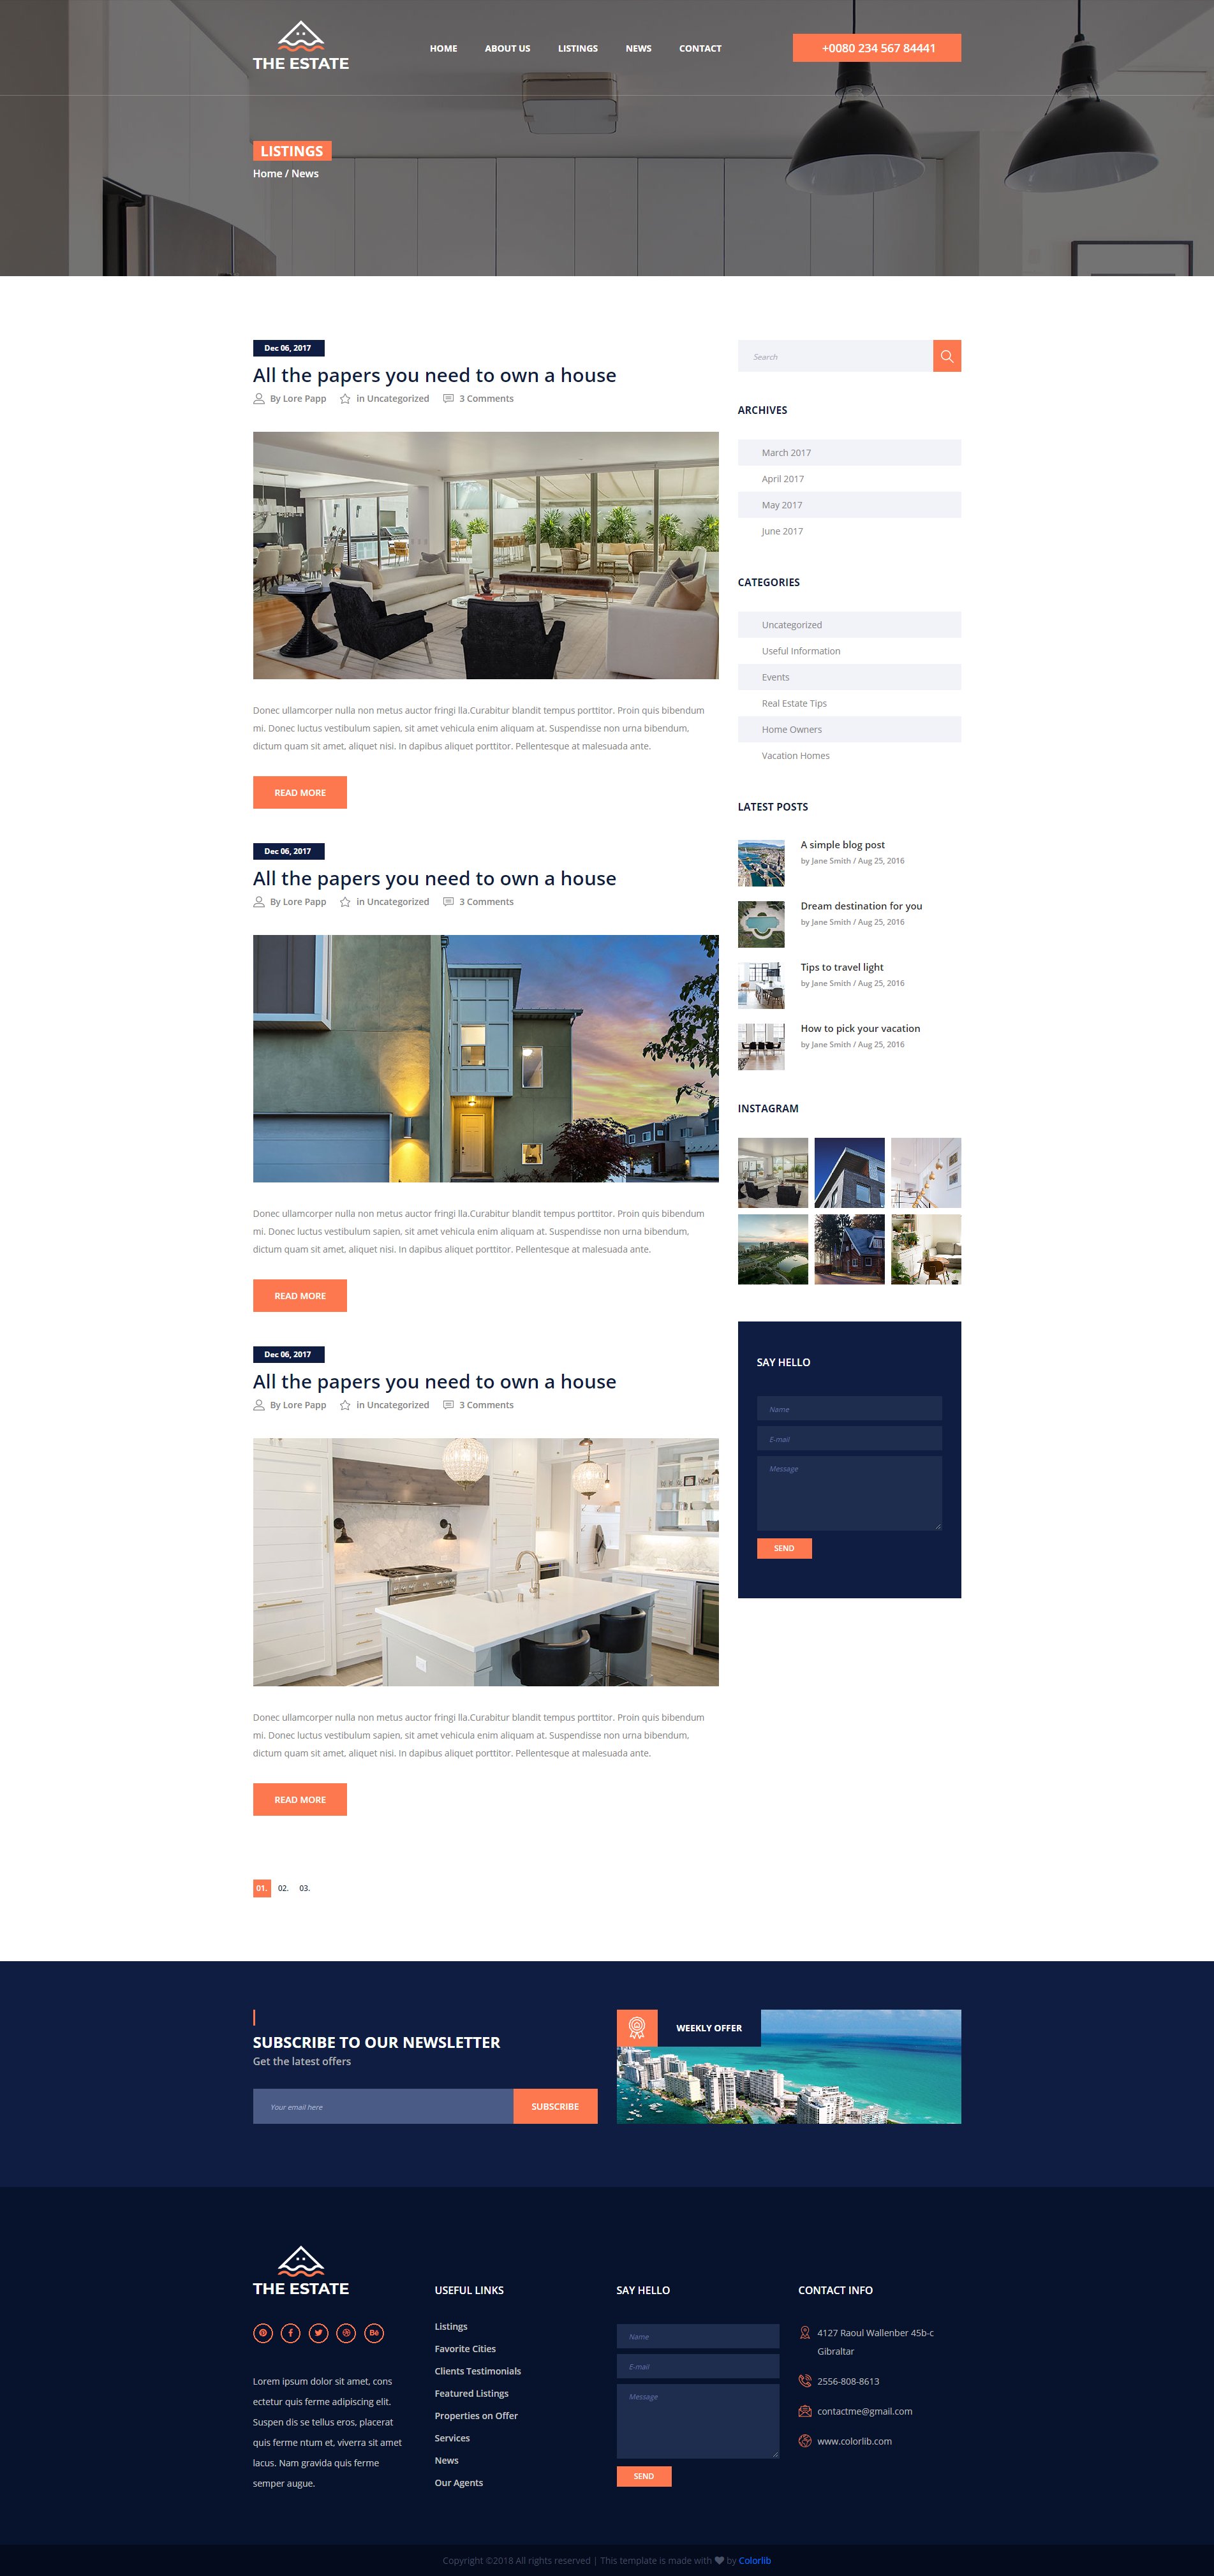 THE ESTATE
HOME
ABOUT US
LISTINGS
NEWS
CONTACT
+0080 234 567 84441
LISTINGS
Home / News
Dec 06, 2017
All the papers you need to own a house
By Lore Papp
in Uncategorized
3 Comments
Donec ullamcorper nulla non metus auctor fringi lla.Curabitur blandit tempus porttitor. Proin quis bibendum
mi. Donec luctus vestibulum sapien, sit amet vehicula enim aliquam at. Suspendisse non urna bibendum,
dictum quam sit amet, aliquet nisi. In dapibus aliquet porttitor. Pellentesque at malesuada ante.
READ MORE
Dec 06, 2017
All the papers you need to own a house
By Lore Papp
in Uncategorized
3 Comments
Donec ullamcorper nulla non metus auctor fringi lla.Curabitur blandit tempus porttitor. Proin quis bibendum
mi. Donec luctus vestibulum sapien, sit amet vehicula enim aliquam at. Suspendisse non urna bibendum,
dictum quam sit amet, aliquet nisi. In dapibus aliquet porttitor. Pellentesque at malesuada ante.
READ MORE
Dec 06, 2017
All the papers you need to own a house
By Lore Papp
in Uncategorized
3 Comments
Donec ullamcorper nulla non metus auctor fringi lla.Curabitur blandit tempus porttitor. Proin quis bibendum
mi. Donec luctus vestibulum sapien, sit amet vehicula enim aliquam at. Suspendisse non urna bibendum,
dictum quam sit amet, aliquet nisi. In dapibus aliquet porttitor. Pellentesque at malesuada ante.
READ MORE
01.
02.
03.
Search
ARCHIVES
March 2017
April 2017
May 2017
June 2017
CATEGORIES
Uncategorized
Useful Information
Events
Real Estate Tips
Home Owners
Vacation Homes
LATEST POSTS
A simple blog post
by Jane Smith / Aug 25, 2016
Dream destination for you
by Jane Smith / Aug 25, 2016
Tips to travel light
by Jane Smith / Aug 25, 2016
How to pick your vacation
by Jane Smith / Aug 25, 2016
INSTAGRAM
SAY HELLO
Name
E-mail
Message
SEND
SUBSCRIBE TO OUR NEWSLETTER
Get the latest offers
Your email here
SUBSCRIBE
WEEKLY OFFER
THE ESTATE
Bē
Lorem ipsum dolor sit amet, cons
ectetur quis ferme adipiscing elit.
Suspen dis se tellus eros, placerat
quis ferme ntum et, viverra sit amet
lacus. Nam gravida quis ferme
semper augue.
USEFUL LINKS
Listings
Favorite Cities
Clients Testimonials
Featured Listings
Properties on Offer
Services
News
Our Agents
SAY HELLO
Name
E-mail
Message
SEND
CONTACT INFO
4127 Raoul Wallenber 45b-c
Gibraltar
2556-808-8613
contactme@gmail.com
www.colorlib.com
Copyright ©2018 All rights reserved | This template is made with ♥ by Colorlib